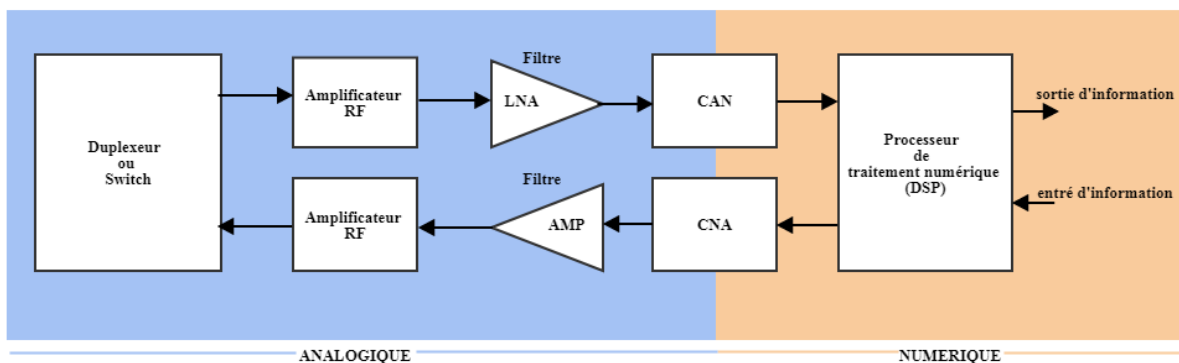 Duplexeur
ou
Switch
Amplificateur
RF
Filtre
LNA
CAN
Processeur
de
traitement numérique
(DSP)
sortie d'information
entré d'information
Amplificateur
RF
Filtre
AMP
CNA
ANALOGIQUE
NUMERIQUE